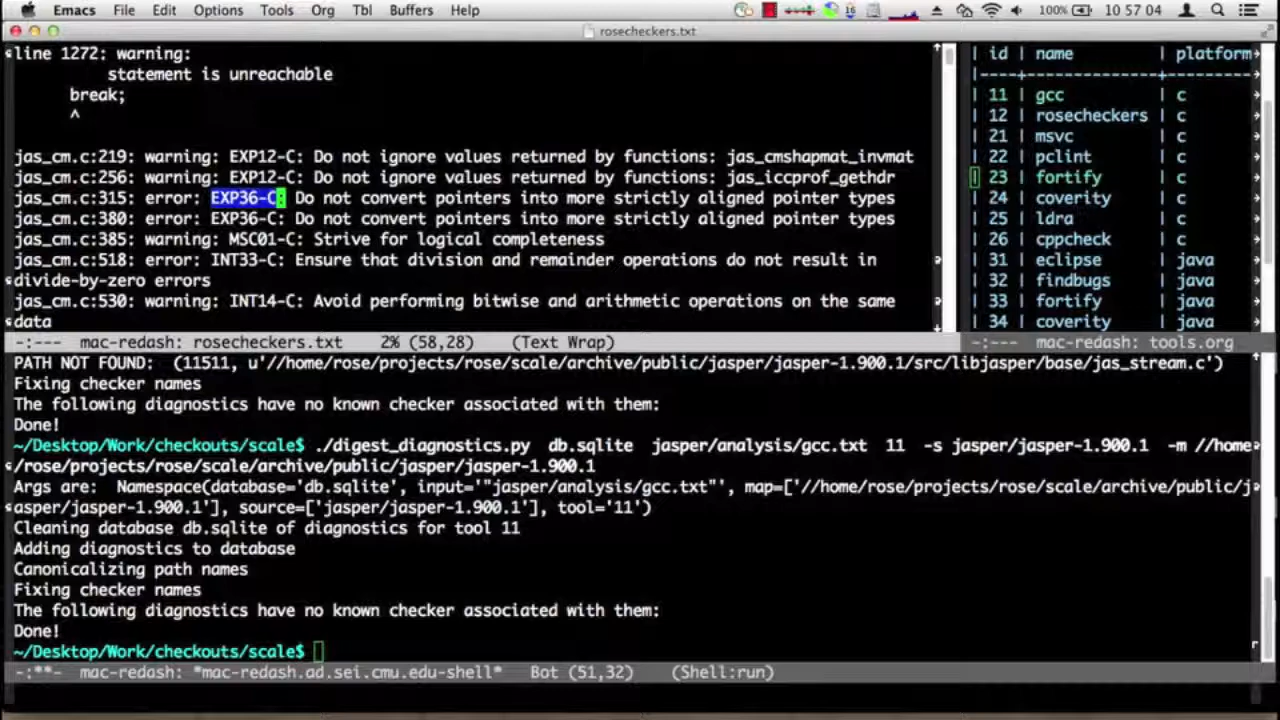 Emacs File Edit Options Tools Org Tbl Buffers Help 16 100% 10 57 04
rosecheckers.txt
line 1272: warning:
statement is unreachable
break;
^
jas_cm.c:219: warning: EXP12-C: Do not ignore values returned by functions: jas_cmshapmat_invmat
jas_cm.c:256: warning: EXP12-C: Do not ignore values returned by functions: jas_iccprof_gethdr
jas_cm.c:315: error: EXP36-C: Do not convert pointers into more strictly aligned pointer types
jas_cm.c:380: error: EXP36-C: Do not convert pointers into more strictly aligned pointer types
jas_cm.c:385: warning: MSC01-C: Strive for logical completeness
jas_cm.c:518: error: INT33-C: Ensure that division and remainder operations do not result in
divide-by-zero errors
jas_cm.c:530: warning: INT14-C: Avoid performing bitwise and arithmetic operations on the same
data
-:--- mac-redash: rosecheckers.txt 2% (58,28) (Text Wrap)
| id | name | platform
|----+--------------+---------
| 11 | gcc | c
| 12 | rosecheckers | c
| 21 | msvc | c
| 22 | pclint | c
| 23 | fortify | c
| 24 | coverity | c
| 25 | ldra | c
| 26 | cppcheck | c
| 31 | eclipse | java
| 32 | findbugs | java
| 33 | fortify | java
| 34 | coverity | java
-:--- mac-redash: tools.org
PATH NOT FOUND: (11511, u'//home/rose/projects/rose/scale/archive/public/jasper/jasper-1.900.1/src/libjasper/base/jas_stream.c')
Fixing checker names
The following diagnostics have no known checker associated with them:
Done!
~/Desktop/Work/checkouts/scale$ ./digest_diagnostics.py db.sqlite jasper/analysis/gcc.txt 11 -s jasper/jasper-1.900.1 -m //home
/rose/projects/rose/scale/archive/public/jasper/jasper-1.900.1
Args are: Namespace(database='db.sqlite', input='"jasper/analysis/gcc.txt"', map=['//home/rose/projects/rose/scale/archive/public/j
asper/jasper-1.900.1'], source=['jasper/jasper-1.900.1'], tool='11')
Cleaning database db.sqlite of diagnostics for tool 11
Adding diagnostics to database
Canonicalizing path names
Fixing checker names
The following diagnostics have no known checker associated with them:
Done!
~/Desktop/Work/checkouts/scale$
-:**- mac-redash: *mac-redash.ad.sei.cmu.edu-shell* Bot (51,32) (Shell:run)